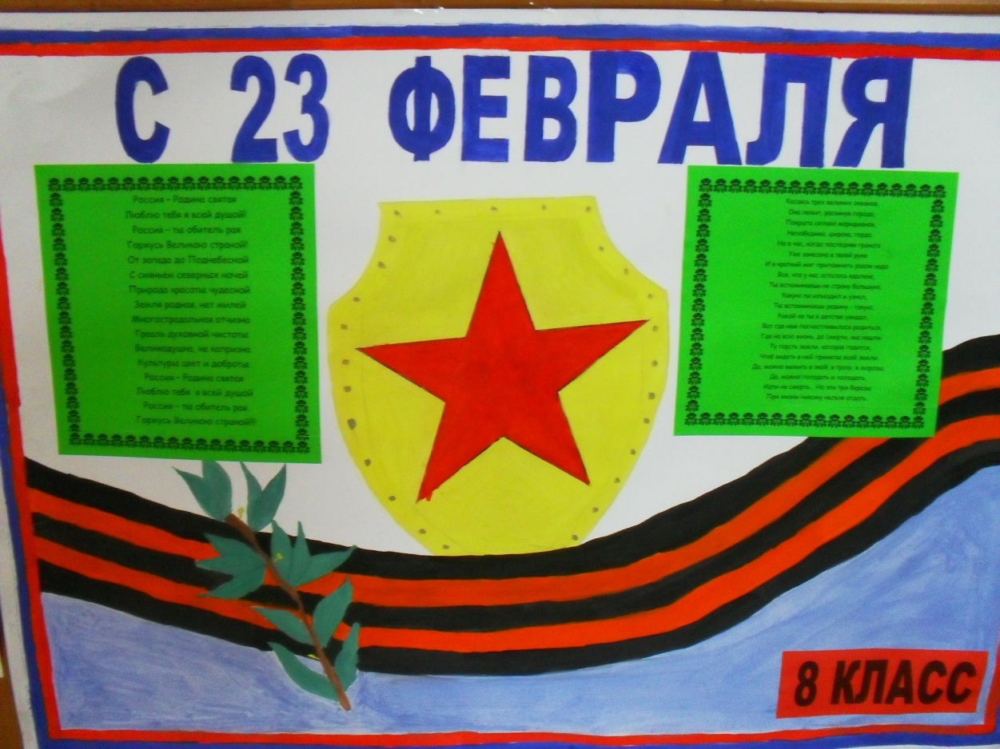 С 23 ФЕВРАЛЯ
Россия – Родина святая
Люблю тебя я всей душой!
Россия – ты обитель рая
Горжусь Великою страной!
От запада до Поднебесной
С сияньем северных ночей
Природа красоты чудесной
Земля родная, нет милей
Многострадальная отчизна
Грааль духовной чистоты
Великодушна, не капризна
Культуры цвет и доброты
Россия – Родина святая
Люблю тебя я всей душой
Россия – ты обитель рая
Горжусь Великою страной!!!
Касаясь трех великих океанов,
Она лежит, раскинув города,
Покрыта сеткою меридианов,
Непобедима, широка, горда.
Но в час, когда последняя граната
Уже занесена в твоей руке
И в краткий миг припомнить разом надо
Все, что у нас осталось вдалеке,
Ты вспоминаешь не страну большую,
Какую ты изъездил и узнал,
Ты вспоминаешь родину – такую,
Какой ее ты в детстве увидал.
Вот где нам посчастливилось родиться,
Где на всю жизнь, до смерти, мы нашли
Ту горсть земли, которая годится,
Чтоб видеть в ней приметы всей земли.
Да, можно выжить в зной, в грозу, в морозы,
Да, можно голодать и холодать,
Идти на смерть... Но эти три березы
При жизни никому нельзя отдать.
8 КЛАСС